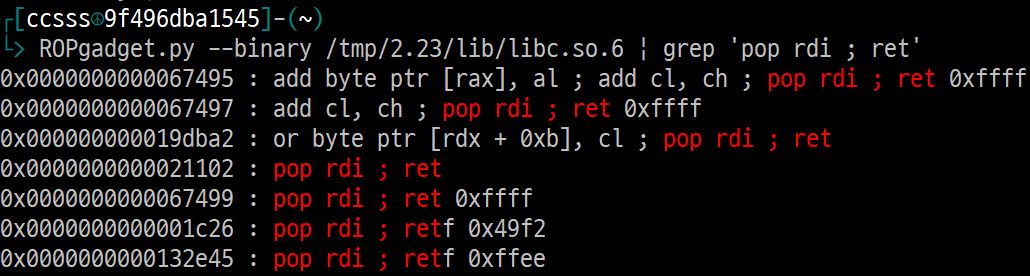 ┌[ccsss☮9f496dba1545]-(~)
└> ROPgadget.py --binary /tmp/2.23/lib/libc.so.6 ¦ grep 'pop rdi ; ret'
0x0000000000067495 : add byte ptr [rax], al ; add cl, ch ; pop rdi ; ret 0xffff
0x0000000000067497 : add cl, ch ; pop rdi ; ret 0xffff
0x000000000019dba2 : or byte ptr [rdx + 0xb], cl ; pop rdi ; ret
0x0000000000021102 : pop rdi ; ret
0x0000000000067499 : pop rdi ; ret 0xffff
0x0000000000001c26 : pop rdi ; retf 0x49f2
0x0000000000132e45 : pop rdi ; retf 0xffee